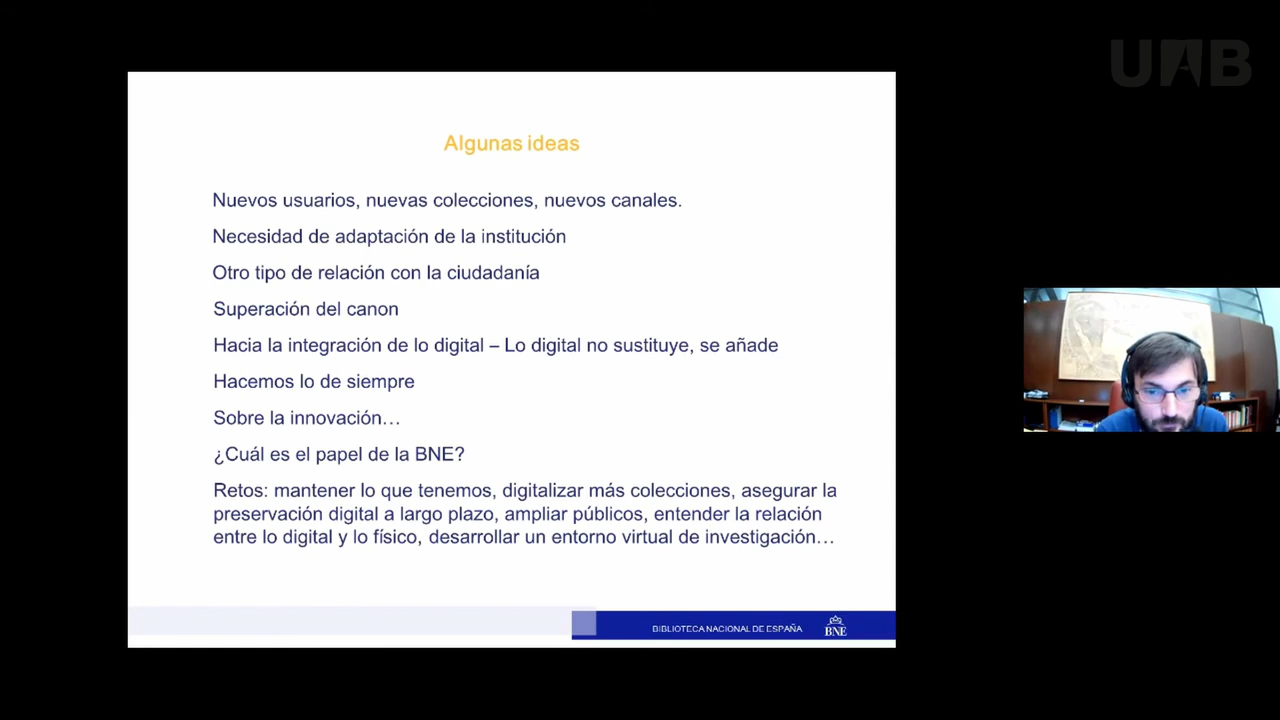 UAB
Algunas ideas
Nuevos usuarios, nuevas colecciones, nuevos canales.
Necesidad de adaptación de la institución
Otro tipo de relación con la ciudadanía
Superación del canon
Hacia la integración de lo digital – Lo digital no sustituye, se añade
Hacemos lo de siempre
Sobre la innovación…
¿Cuál es el papel de la BNE?
Retos: mantener lo que tenemos, digitalizar más colecciones, asegurar la
preservación digital a largo plazo, ampliar públicos, entender la relación
entre lo digital y lo físico, desarrollar un entorno virtual de investigación…
BIBLIOTECA NACIONAL DE ESPAÑA
BNE